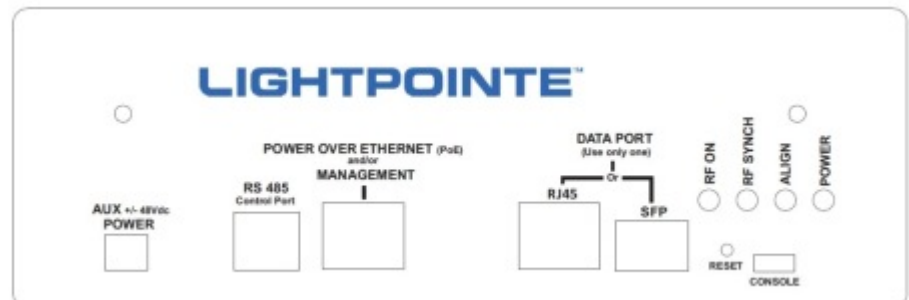 LIGHTPOINTE™
POWER OVER ETHERNET (PoE)
and/or
MANAGEMENT
DATA PORT
(Use only one)
Or
RS 485
Control Port
RJ45
SFP
AUX +/- 48Vdc
POWER
RF ON
RF SYNCH
ALIGN
POWER
RESET
CONSOLE